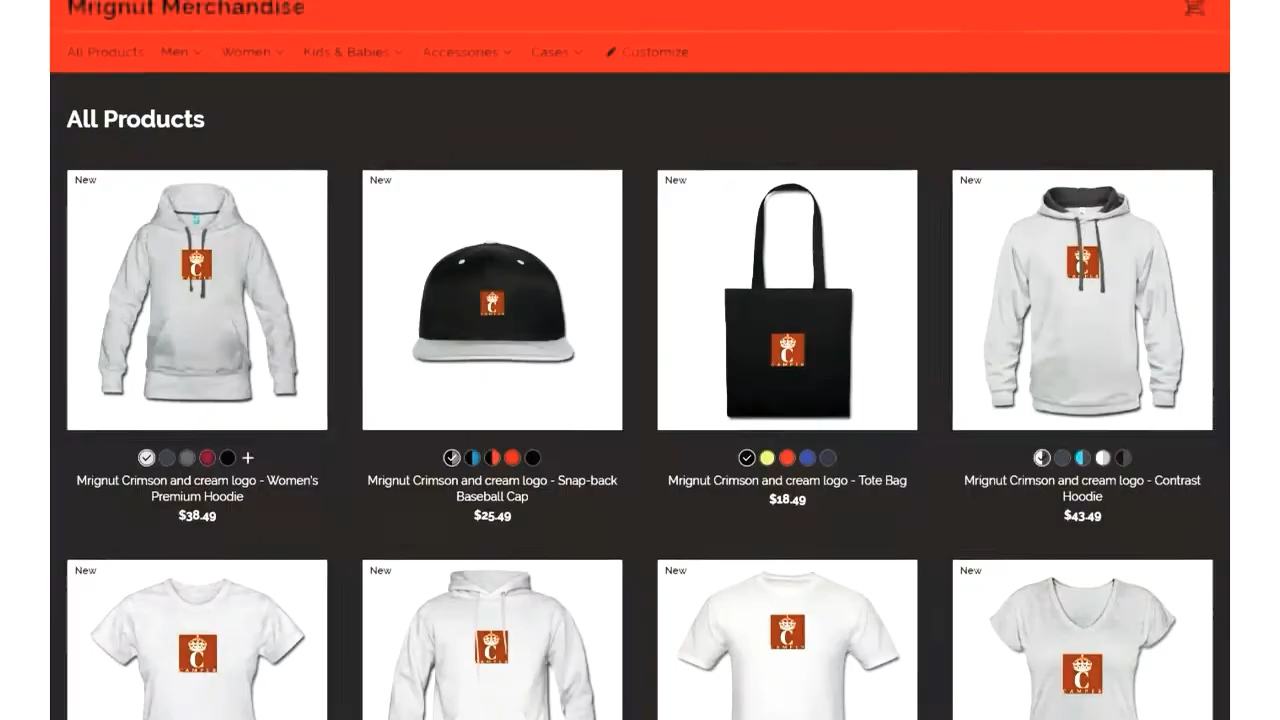 Mrignut Merchandise
All Products Men Women Kids & Babies Accessories Cases Customize
All Products
New New New New
Mrignut Crimson and cream logo - Women's
Premium Hoodie
$38.49
Mrignut Crimson and cream logo - Snap-back
Baseball Cap
$25.49
Mrignut Crimson and cream logo - Tote Bag
$18.49
Mrignut Crimson and cream logo - Contrast
Hoodie
$43.49
New New New New
C
CAMPER